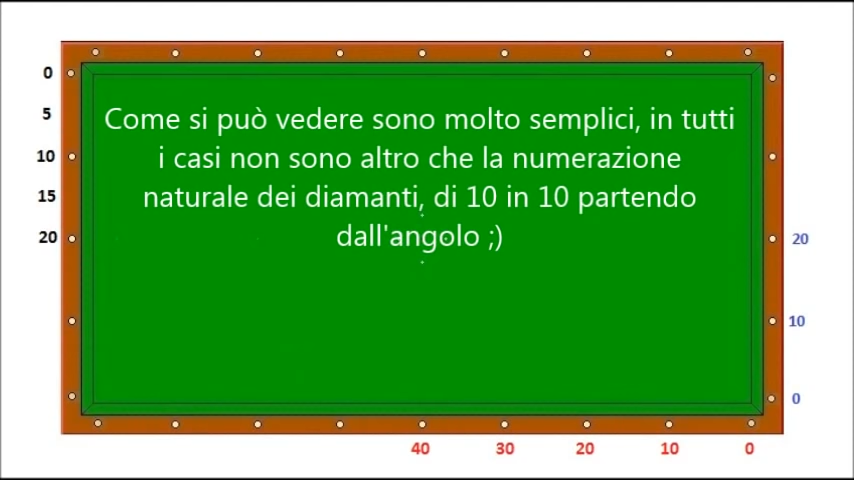 0
5
10
15
20
Come si può vedere sono molto semplici, in tutti
i casi non sono altro che la numerazione
naturale dei diamanti, di 10 in 10 partendo
dall'angolo ;)
20
10
0
40 30 20 10 0